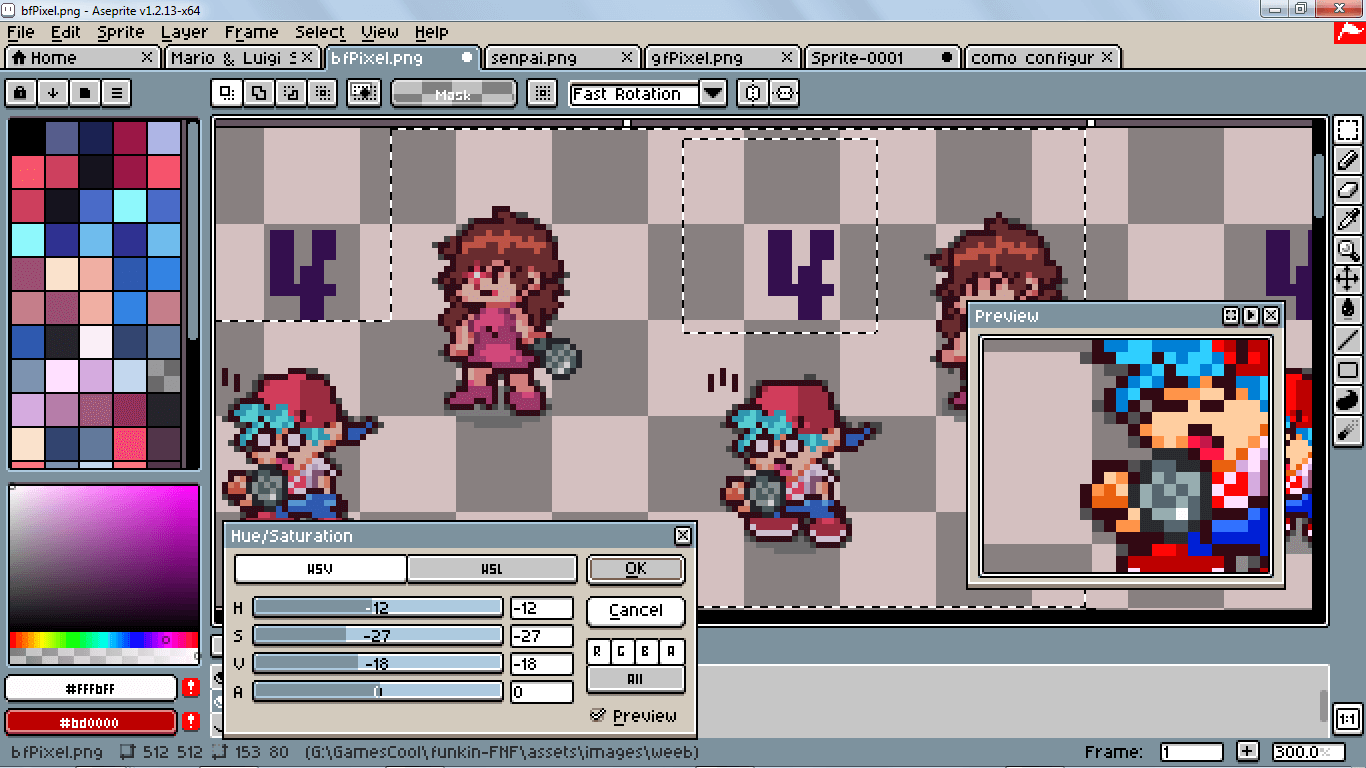 bfPixel.png - Aseprite v1.2.13-x64
File Edit Sprite Layer Frame Select View Help
Home
Mario & Luigi S
bfPixel.png
senpai.png
gfPixel.png
Sprite-0001
como configur
Mask
Fast Rotation
4
4
4
Preview
Hue/Saturation
HSV
HSL
OK
H -12 -12
Cancel
S -27 -27
R G B A
V -18 -18
All
A 0 0
Preview
#fffbff
!
#bd0000
!
1:1
bfPixel.png 512 512 153 80 (G:\GamesCool\funkin-FNF\assets\images\weeb)
Frame: 1 + 300.0%